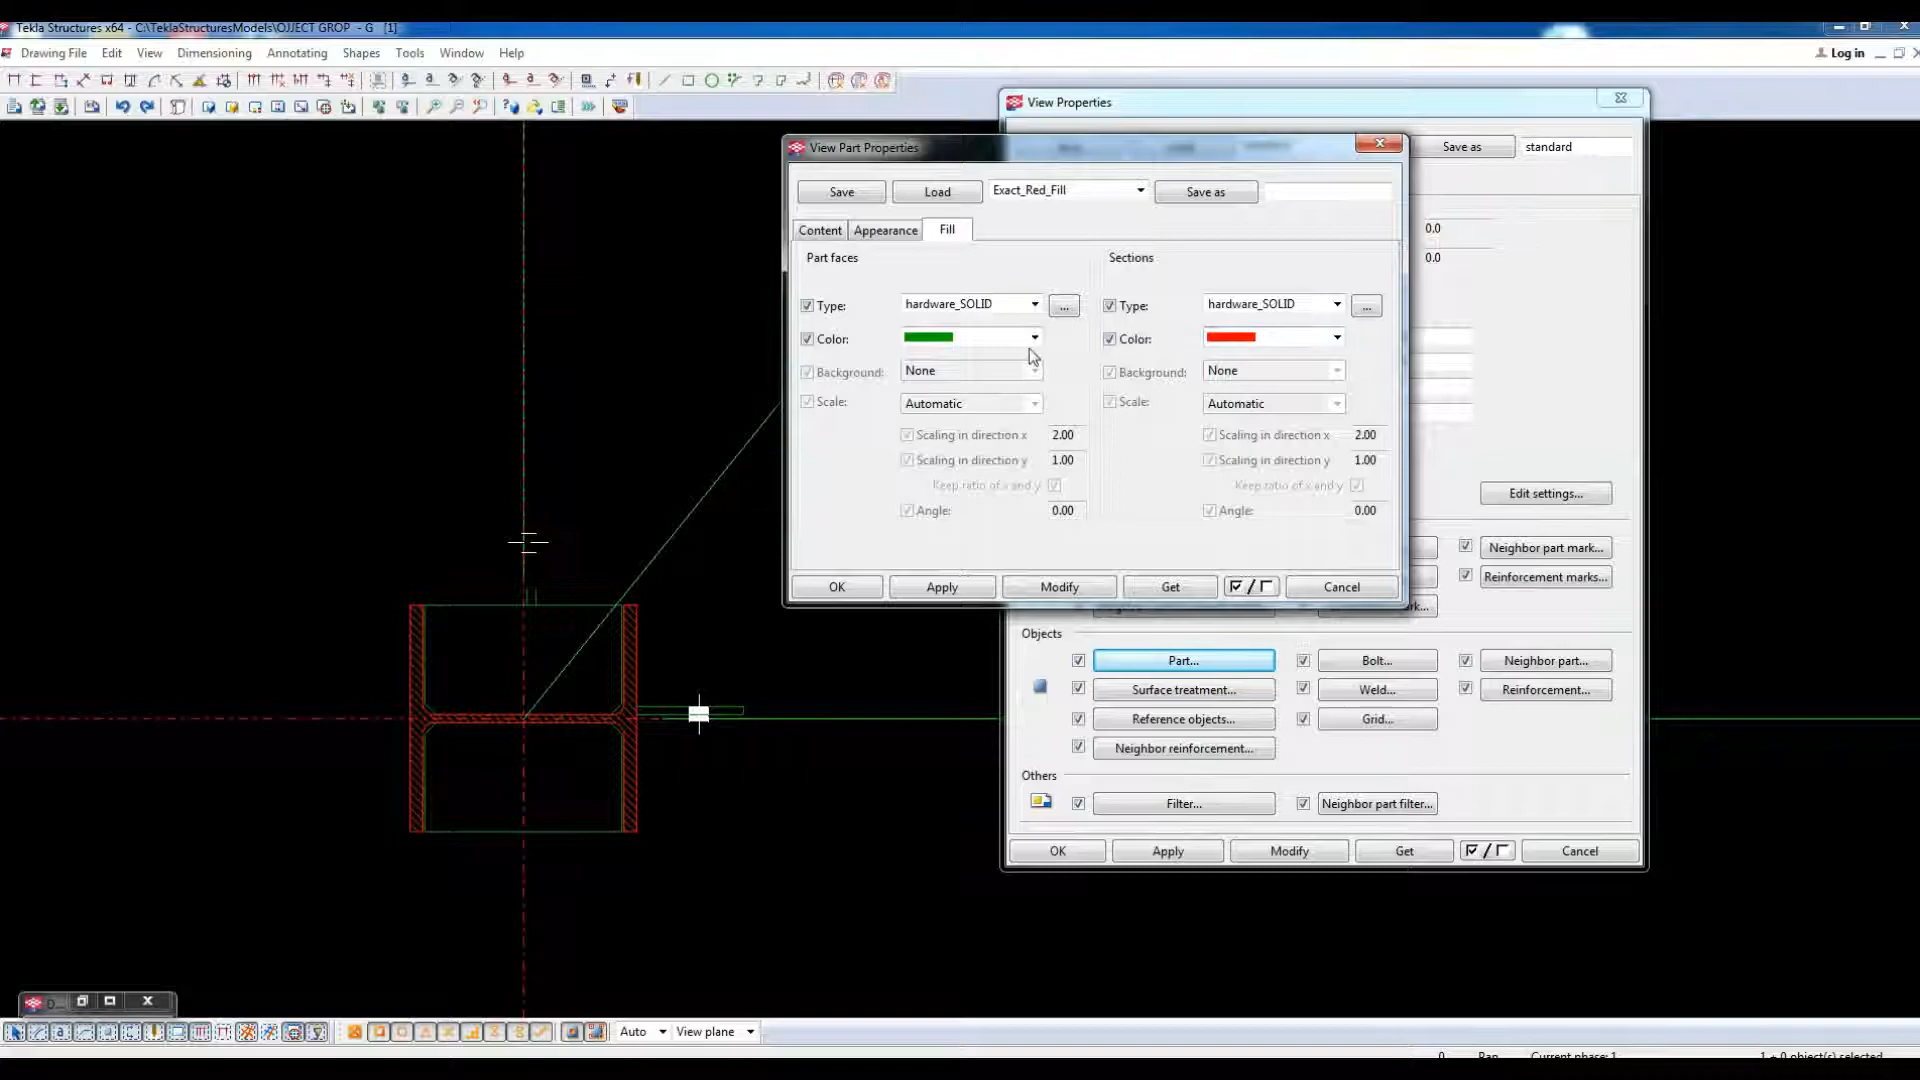 Tekla Structures x64 - C:\TeklaStructuresModels\OJJECT GROP - G [1]
Drawing File Edit View Dimensioning Annotating Shapes Tools Window Help
Log in
View Properties
Save as standard
View Part Properties
Save Load Exact_Red_Fill Save as
Content Appearance Fill
0.0
0.0
Part faces Sections
Type: hardware_SOLID ... Type: hardware_SOLID ...
Color: Color:
Background: None Background: None
Scale: Automatic Scale: Automatic
Scaling in direction x 2.00 Scaling in direction x 2.00
Scaling in direction y 1.00 Scaling in direction y 1.00
Keep ratio of x and y Keep ratio of x and y
Angle: 0.00 Angle: 0.00
OK Apply Modify Get / Cancel
Edit settings...
Neighbor part mark...
Reinforcement marks...
Objects
Part... Bolt... Neighbor part...
Surface treatment... Weld... Reinforcement...
Reference objects... Grid...
Neighbor reinforcement...
Others
Filter... Neighbor part filter...
OK Apply Modify Get / Cancel
Auto View plane
0 Pan Current phase: 1 1 + 0 object(s) selected